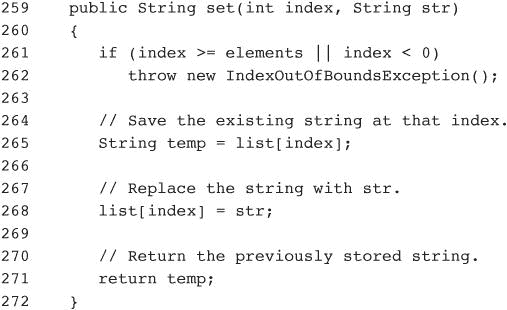 259    public String set(int index, String str)
260    {
261       if (index >= elements || index < 0)
262          throw new IndexOutOfBoundsException();
263
264       // Save the existing string at that index.
265       String temp = list[index];
266
267       // Replace the string with str.
268       list[index] = str;
269
270       // Return the previously stored string.
271       return temp;
272    }